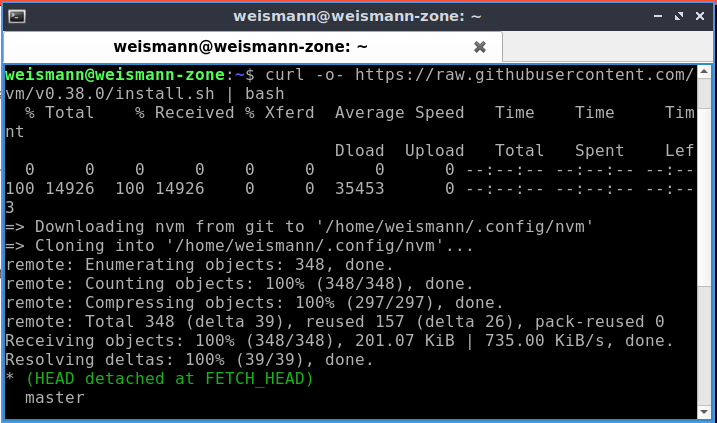 weismann@weismann-zone: ~
weismann@weismann-zone: ~
weismann@weismann-zone:~$ curl -o- https://raw.githubusercontent.com/
vm/v0.38.0/install.sh | bash
% Total % Received % Xferd Average Speed Time Time Tim
nt
Dload Upload Total Spent Lef
0 0 0 0 0 0 0 0 --:--:-- --:--:-- --:--
100 14926 100 14926 0 0 35453 0 --:--:-- --:--:-- --:--
3
=> Downloading nvm from git to '/home/weismann/.config/nvm'
=> Cloning into '/home/weismann/.config/nvm'...
remote: Enumerating objects: 348, done.
remote: Counting objects: 100% (348/348), done.
remote: Compressing objects: 100% (297/297), done.
remote: Total 348 (delta 39), reused 157 (delta 26), pack-reused 0
Receiving objects: 100% (348/348), 201.07 KiB | 735.00 KiB/s, done.
Resolving deltas: 100% (39/39), done.
* (HEAD detached at FETCH_HEAD)
master